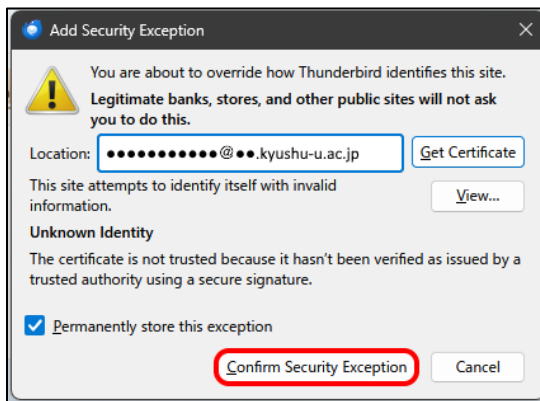 Add Security Exception
You are about to override how Thunderbird identifies this site.
Legitimate banks, stores, and other public sites will not ask
you to do this.
Location: ●●●●●●●●●●●@●●.kyushu-u.ac.jp Get Certificate
This site attempts to identify itself with invalid
information.
View...
Unknown Identity
The certificate is not trusted because it hasn't been verified as issued by a
trusted authority using a secure signature.
Permanently store this exception
Confirm Security Exception Cancel